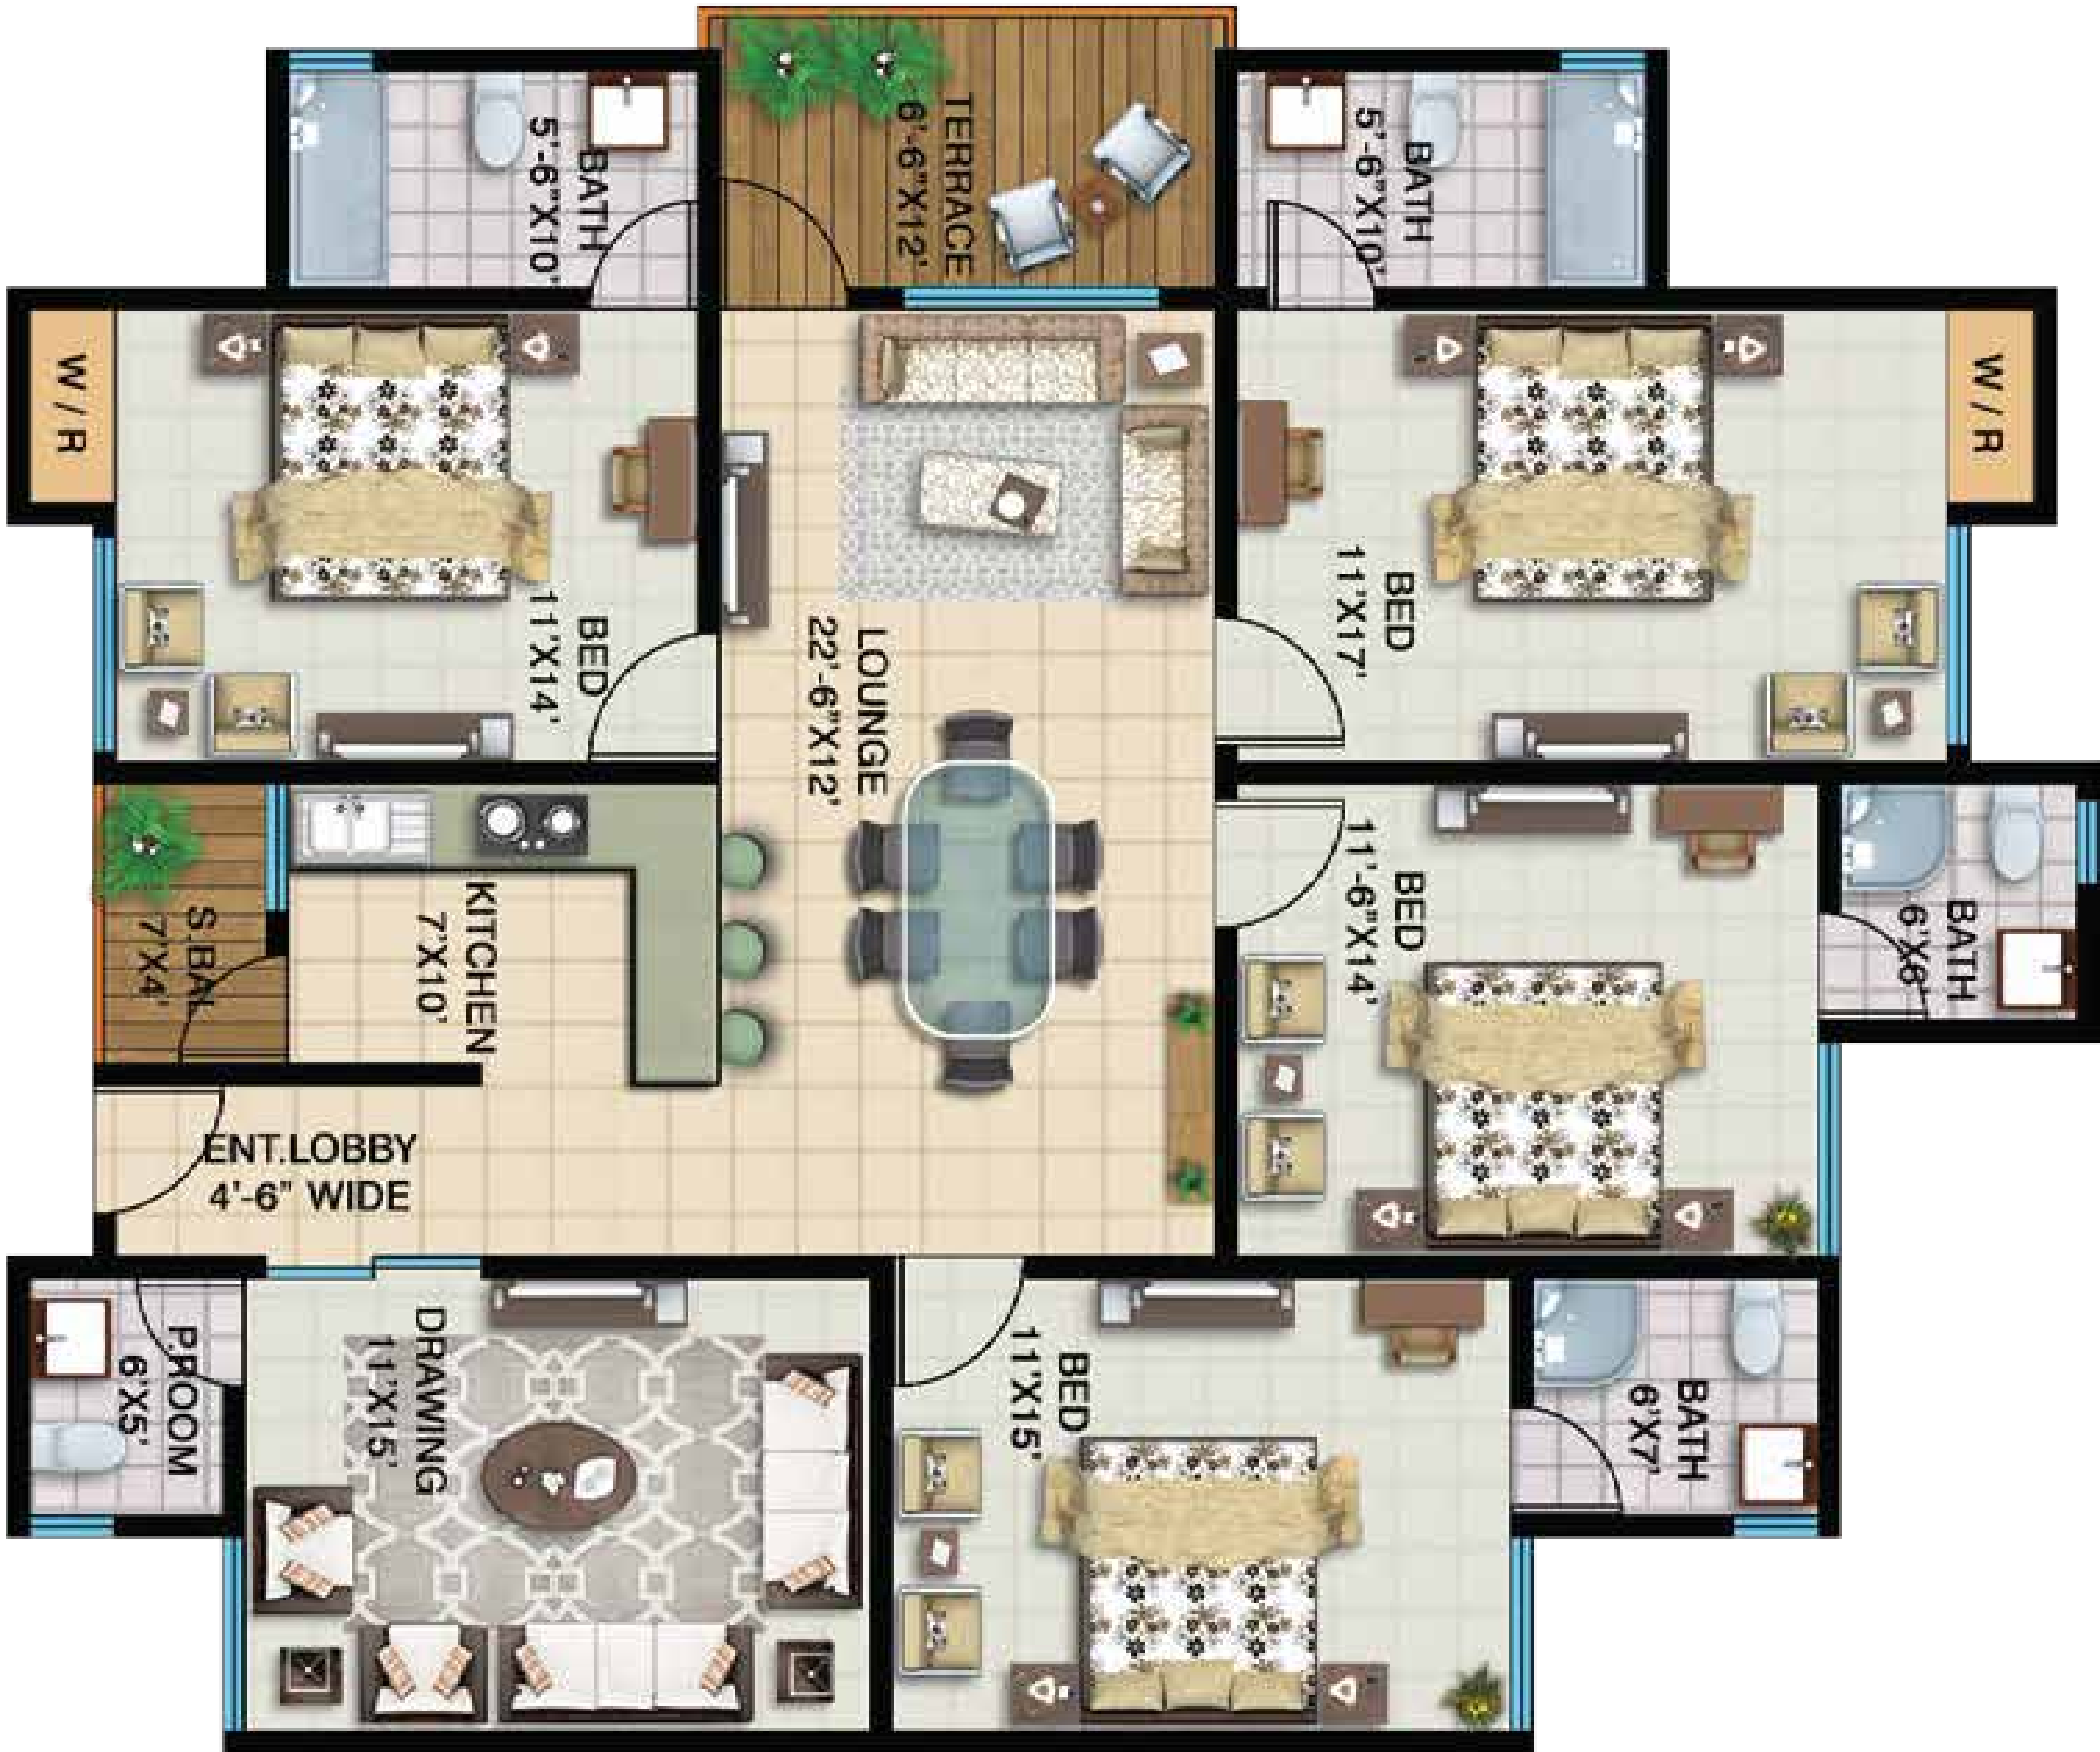 BATH
5'-6"X10'
TERRACE
6'-6"X12'
BATH
5'-6"X10'
W / R
BED
11'X14'
LOUNGE
22'-6"X12'
BED
11'X17'
W / R
S.BAL
7'X4'
KITCHEN
7'X10'
BED
11'-6"X14'
BATH
6'X6'
ENT.LOBBY
4'-6" WIDE
P.ROOM
6'X5'
DRAWING
11'X15'
BED
11'X15'
BATH
6'X7'